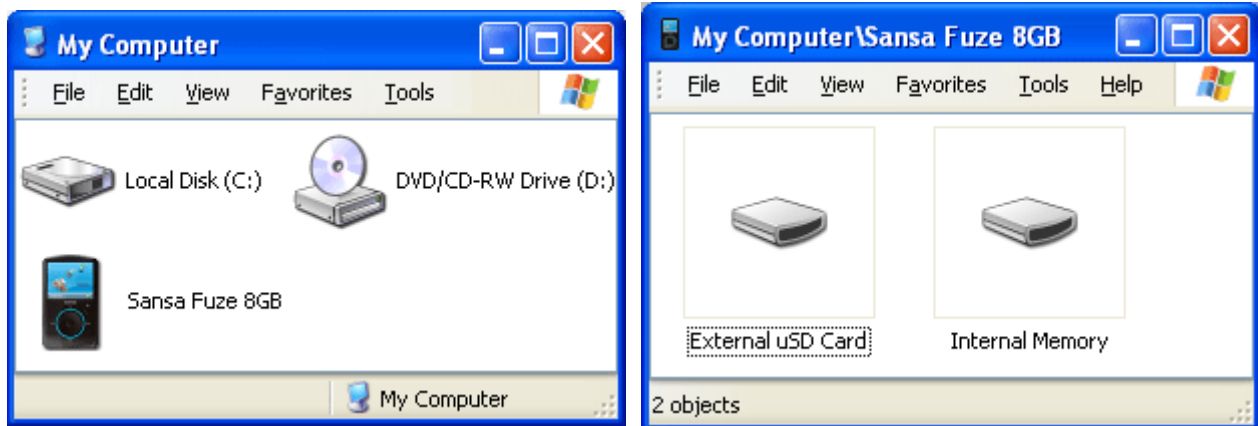 My Computer
File Edit View Favorites Tools
Local Disk (C:) DVD/CD-RW Drive (D:)
Sansa Fuze 8GB
My Computer
My Computer\Sansa Fuze 8GB
File Edit View Favorites Tools Help
External uSD Card Internal Memory
2 objects